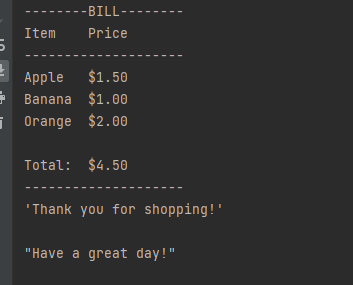 --------BILL--------
Item    Price
--------------------
Apple   $1.50
Banana  $1.00
Orange  $2.00
Total:  $4.50
--------------------
'Thank you for shopping!'
"Have a great day!"